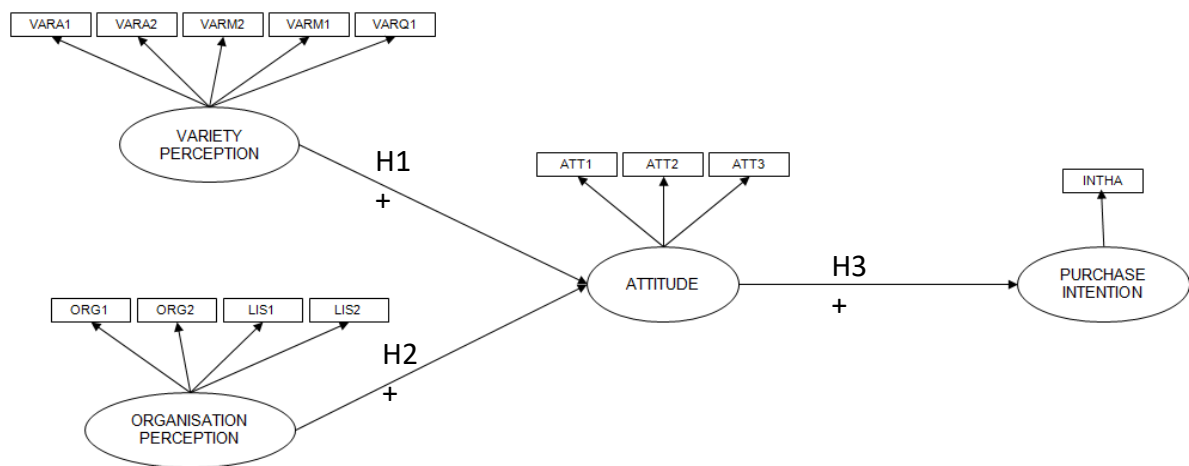 VARA1
VARA2
VARM2
VARM1
VARQ1
VARIETY
PERCEPTION
H1
+
ATT1
ATT2
ATT3
INTHA
ATTITUDE
H3
+
PURCHASE
INTENTION
ORG1
ORG2
LIS1
LIS2
H2
+
ORGANISATION
PERCEPTION